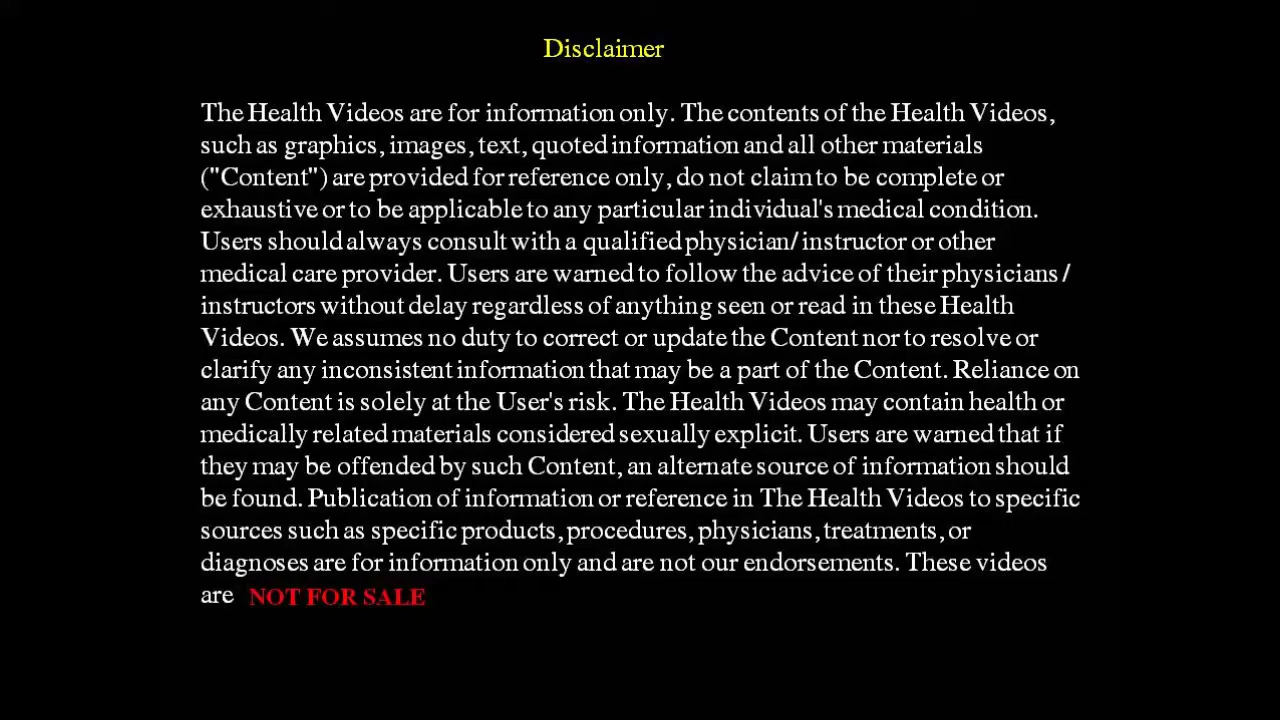 Disclaimer
The Health Videos are for information only. The contents of the Health Videos,
such as graphics, images, text, quoted information and all other materials
("Content") are provided for reference only, do not claim to be complete or
exhaustive or to be applicable to any particular individual's medical condition.
Users should always consult with a qualified physician/ instructor or other
medical care provider. Users are warned to follow the advice of their physicians /
instructors without delay regardless of anything seen or read in these Health
Videos. We assumes no duty to correct or update the Content nor to resolve or
clarify any inconsistent information that may be a part of the Content. Reliance on
any Content is solely at the User's risk. The Health Videos may contain health or
medically related materials considered sexually explicit. Users are warned that if
they may be offended by such Content, an alternate source of information should
be found. Publication of information or reference in The Health Videos to specific
sources such as specific products, procedures, physicians, treatments, or
diagnoses are for information only and are not our endorsements. These videos
are NOT FOR SALE